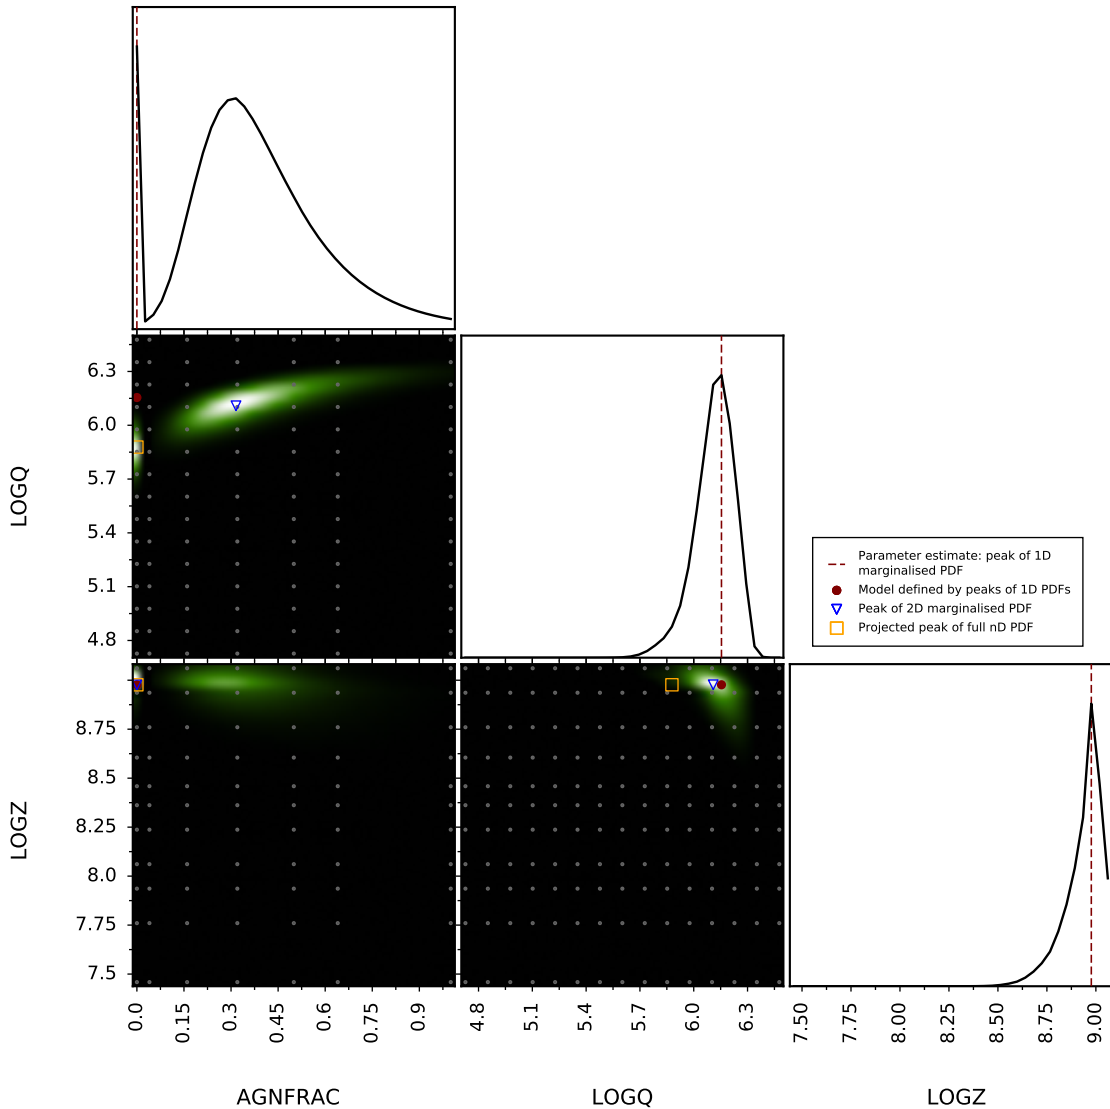 6.3
6.0
5.7
5.4
5.1
4.8
LOGQ
Parameter estimate: peak of 1D
marginalised PDF
Model defined by peaks of 1D PDFs
Peak of 2D marginalised PDF
Projected peak of full nD PDF
8.75
8.5
8.25
8.0
7.75
7.5
LOGZ
0.0 0.15 0.3 0.45 0.6 0.75 0.9
4.8 5.1 5.4 5.7 6.0 6.3
7.50 7.75 8.00 8.25 8.50 8.75 9.00
AGNFRAC LOGQ LOGZ